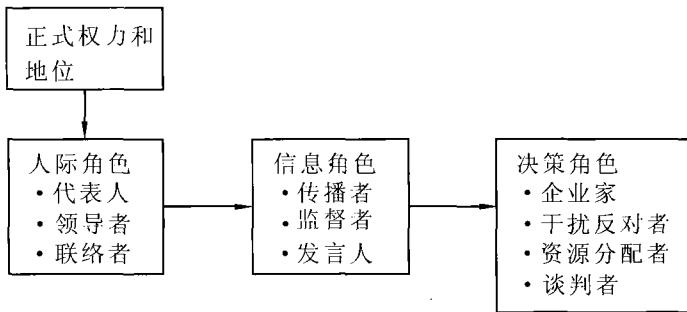 正式权力和
地位
人际角色
·代表人
·领导者
·联络者
信息角色
·传播者
·监督者
·发言人
决策角色
·企业家
·干扰反对者
·资源分配者
·谈判者